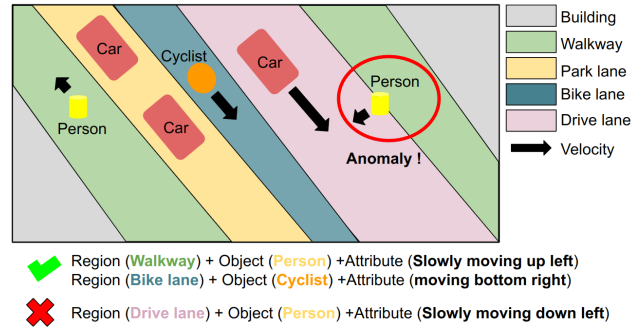 Building
Walkway
Park lane
Bike lane
Drive lane
Velocity
Car
Cyclist
Car
Person
Person
Car
Anomaly !
Region (Walkway) + Object (Person) +Attribute (Slowly moving up left)
Region (Bike lane) + Object (Cyclist) +Attribute (moving bottom right)
Region (Drive lane) + Object (Person) +Attribute (Slowly moving down left)